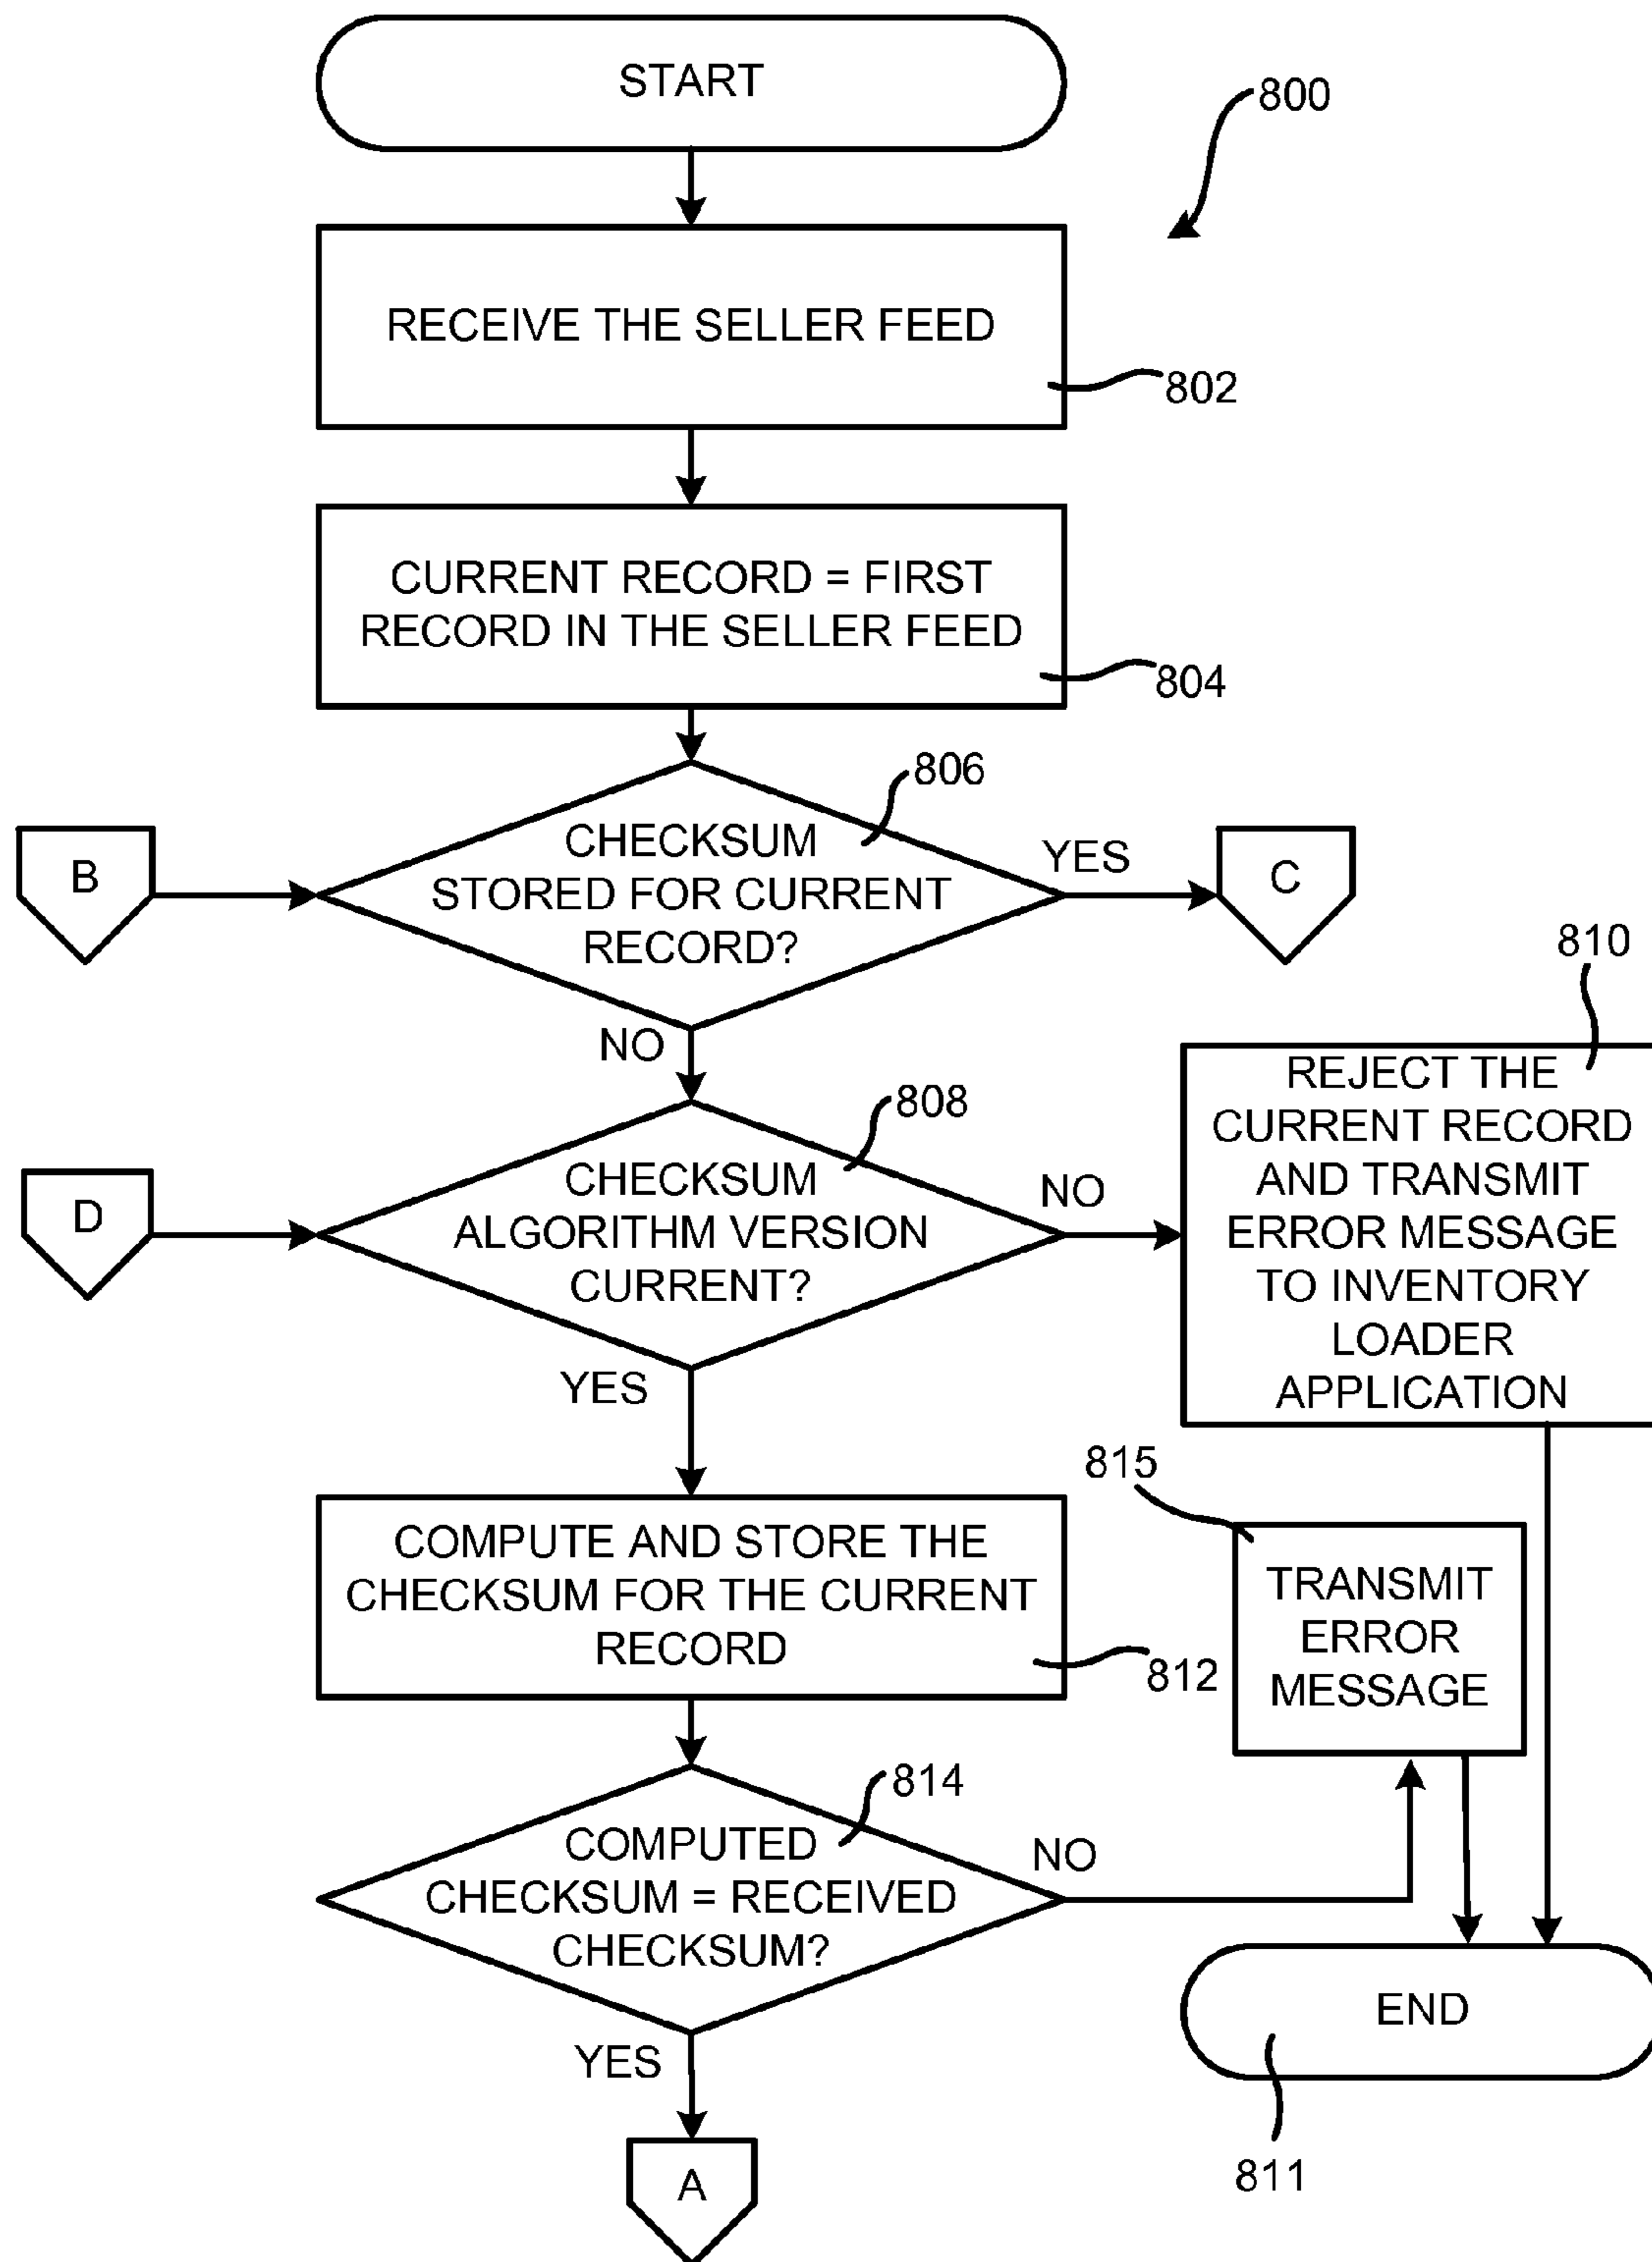 START
800
RECEIVE THE SELLER FEED
802
CURRENT RECORD = FIRST
RECORD IN THE SELLER FEED
804
806
CHECKSUM
STORED FOR CURRENT
RECORD?
YES
B
C
NO
810
REJECT THE
CURRENT RECORD
AND TRANSMIT
ERROR MESSAGE
TO INVENTORY
LOADER
APPLICATION
808
CHECKSUM
ALGORITHM VERSION
CURRENT?
NO
D
YES
815
TRANSMIT
ERROR
MESSAGE
COMPUTE AND STORE THE
CHECKSUM FOR THE CURRENT
RECORD
812
814
COMPUTED
CHECKSUM = RECEIVED
CHECKSUM?
NO
END
YES
811
A